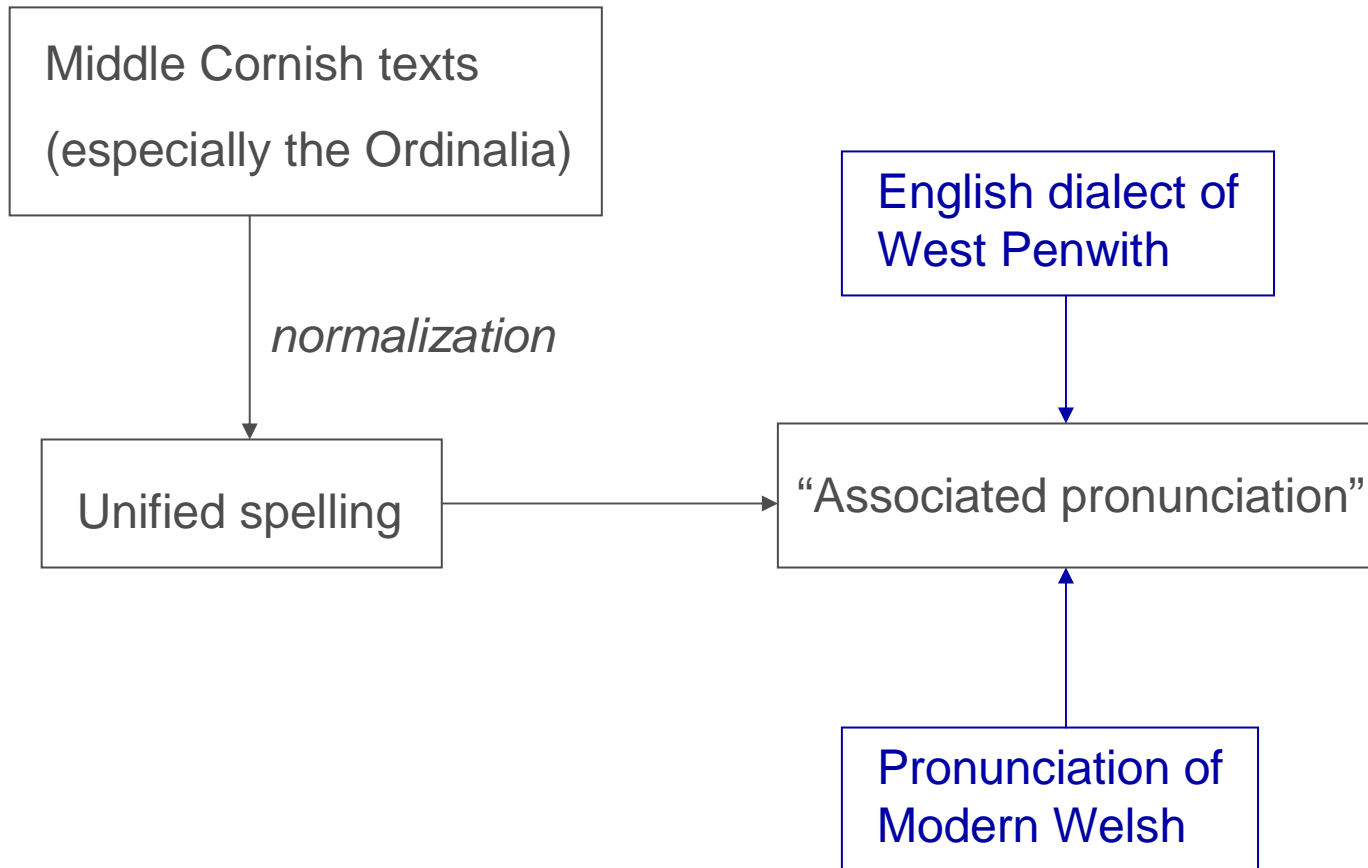 Middle Cornish texts
(especially the Ordinalia)
English dialect of
West Penwith
normalization
Unified spelling
“Associated pronunciation”
Pronunciation of
Modern Welsh